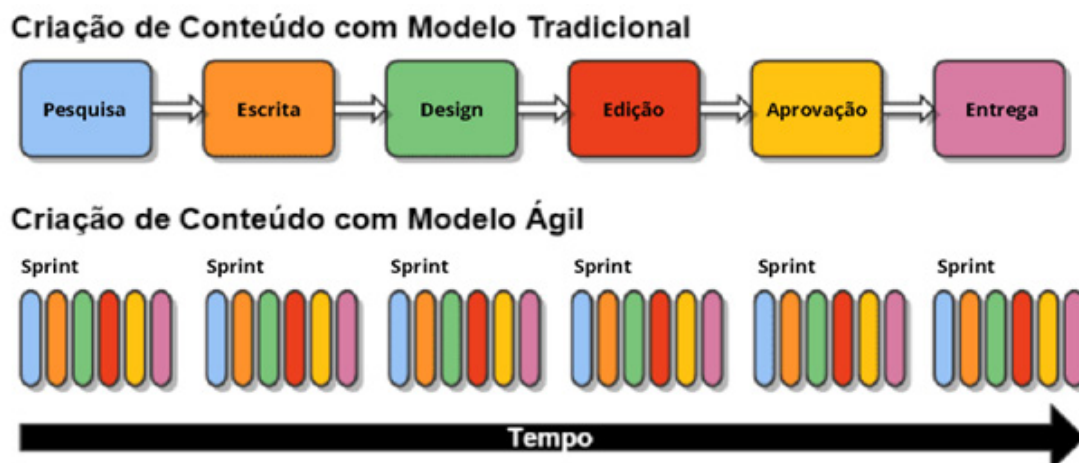 Criação de Conteúdo com Modelo Tradicional
Pesquisa Escrita Design Edição Aprovação Entrega
Criação de Conteúdo com Modelo Ágil
Sprint Sprint Sprint Sprint Sprint Sprint
Tempo